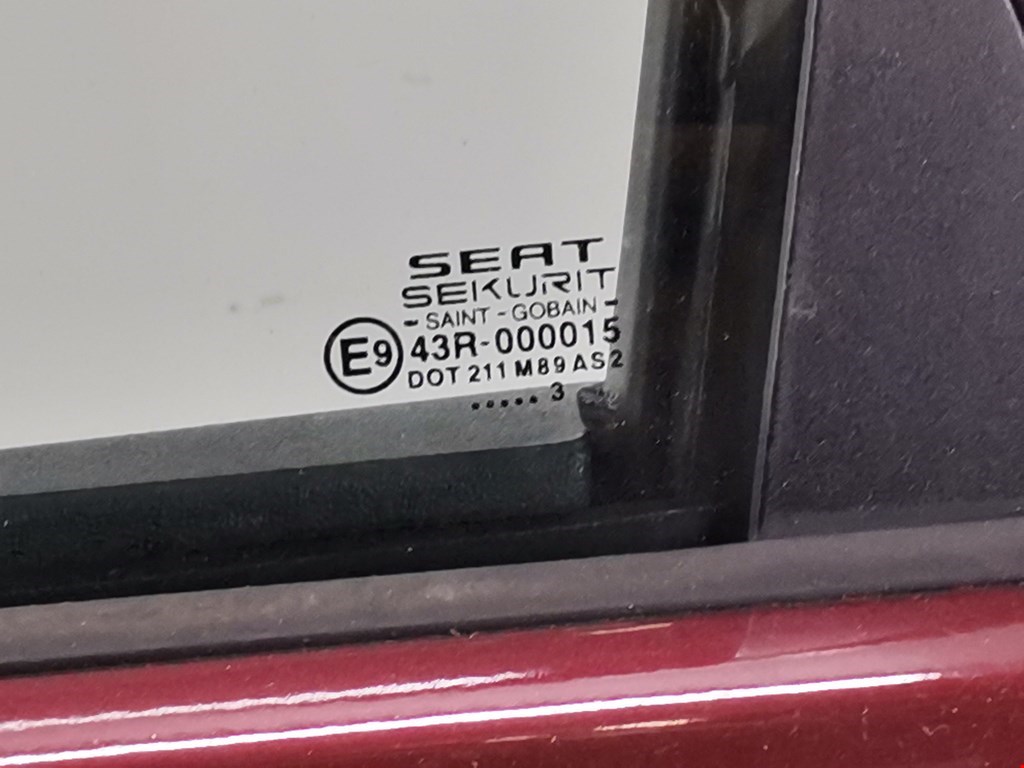 SEAT
SEKURIT
- SAINT - GOBAIN -
E9 43R-000015
DOT 211 M89 AS2
..... 3